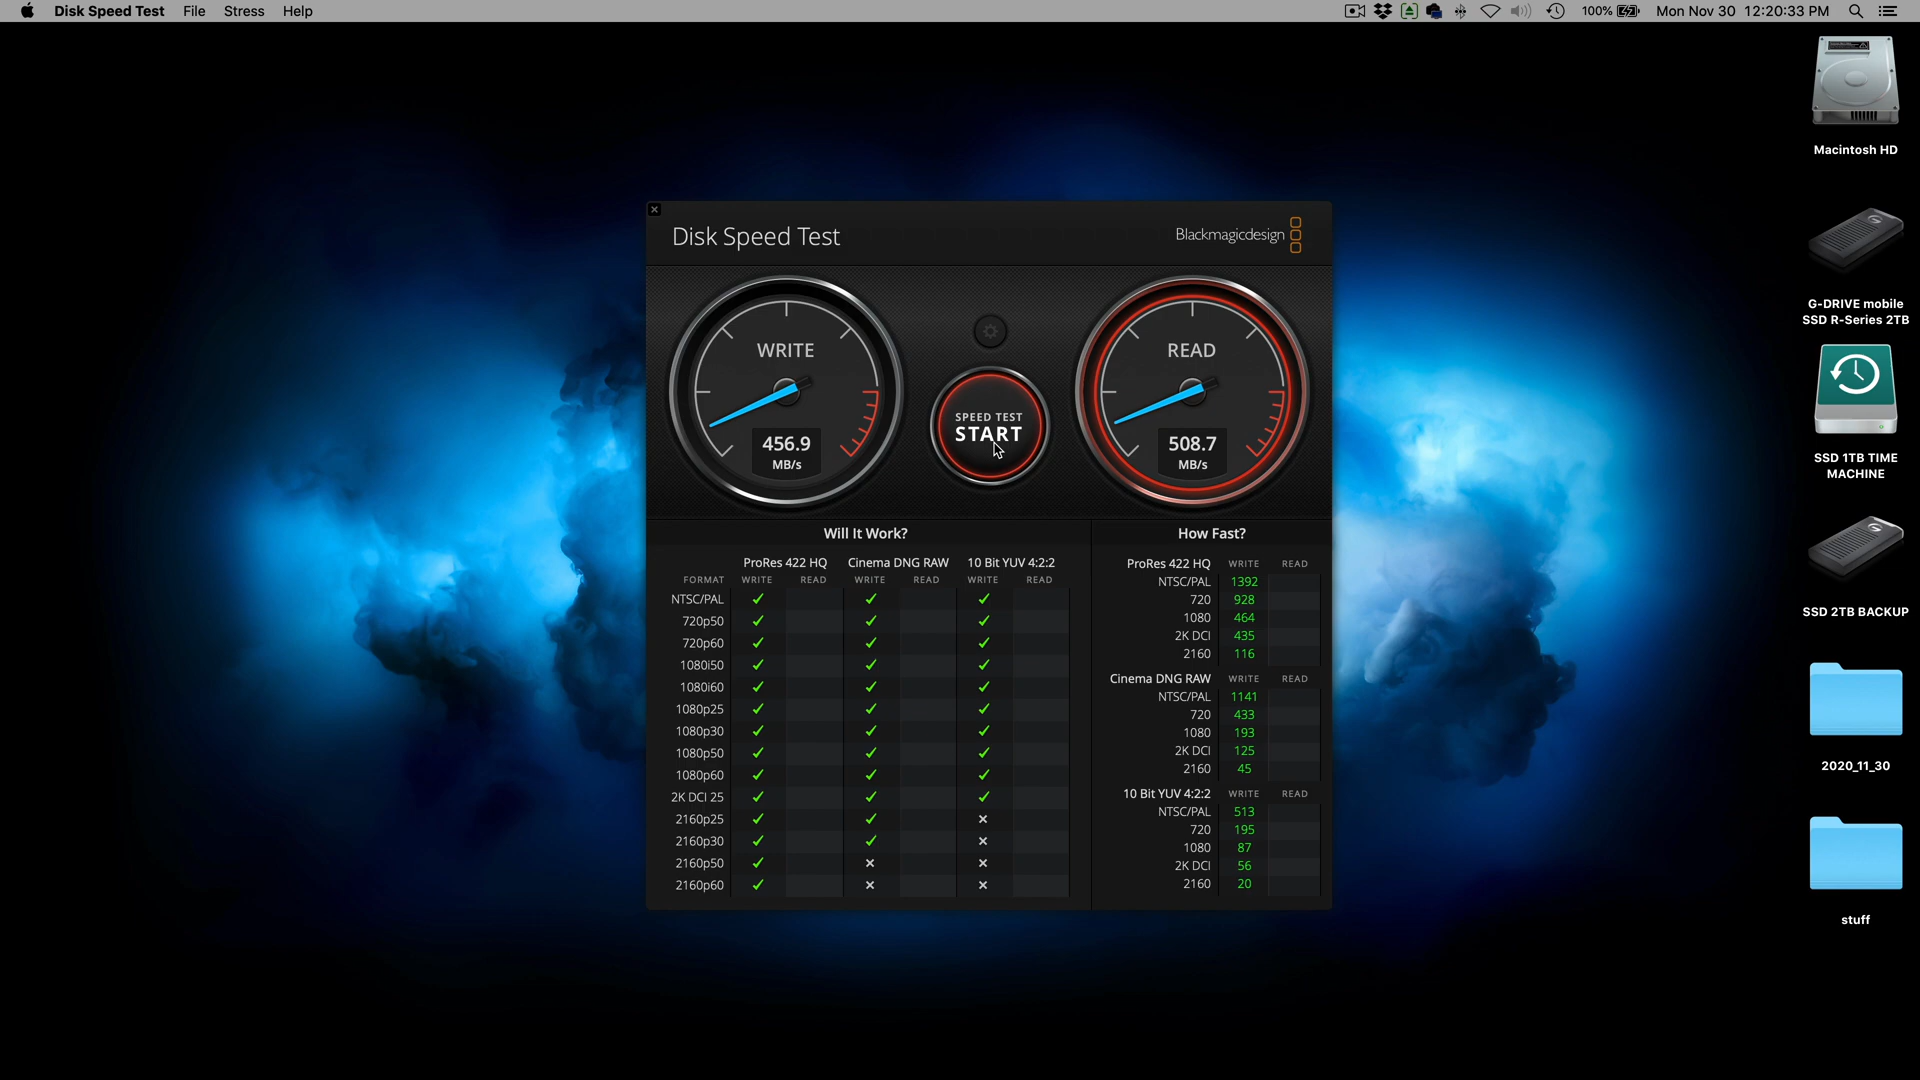 Disk Speed Test File Stress Help 100% Mon Nov 30 12:20:33 PM
Macintosh HD
G-DRIVE mobile
SSD R-Series 2TB
SSD 1TB TIME
MACHINE
SSD 2TB BACKUP
2020_11_30
stuff
Disk Speed Test
Blackmagicdesign
WRITE
456.9
MB/s
SPEED TEST
START
READ
508.7
MB/s
Will It Work?
ProRes 422 HQ Cinema DNG RAW 10 Bit YUV 4:2:2
FORMAT WRITE READ WRITE READ WRITE READ
NTSC/PAL ✓ ✓ ✓
720p50 ✓ ✓ ✓
720p60 ✓ ✓ ✓
1080i50 ✓ ✓ ✓
1080i60 ✓ ✓ ✓
1080p25 ✓ ✓ ✓
1080p30 ✓ ✓ ✓
1080p50 ✓ ✓ ✓
1080p60 ✓ ✓ ✓
2K DCI 25 ✓ ✓ ✓
2160p25 ✓ ✓ ×
2160p30 ✓ ✓ ×
2160p50 ✓ × ×
2160p60 ✓ × ×
How Fast?
ProRes 422 HQ WRITE READ
NTSC/PAL 1392
720 928
1080 464
2K DCI 435
2160 116
Cinema DNG RAW WRITE READ
NTSC/PAL 1141
720 433
1080 193
2K DCI 125
2160 45
10 Bit YUV 4:2:2 WRITE READ
NTSC/PAL 513
720 195
1080 87
2K DCI 56
2160 20